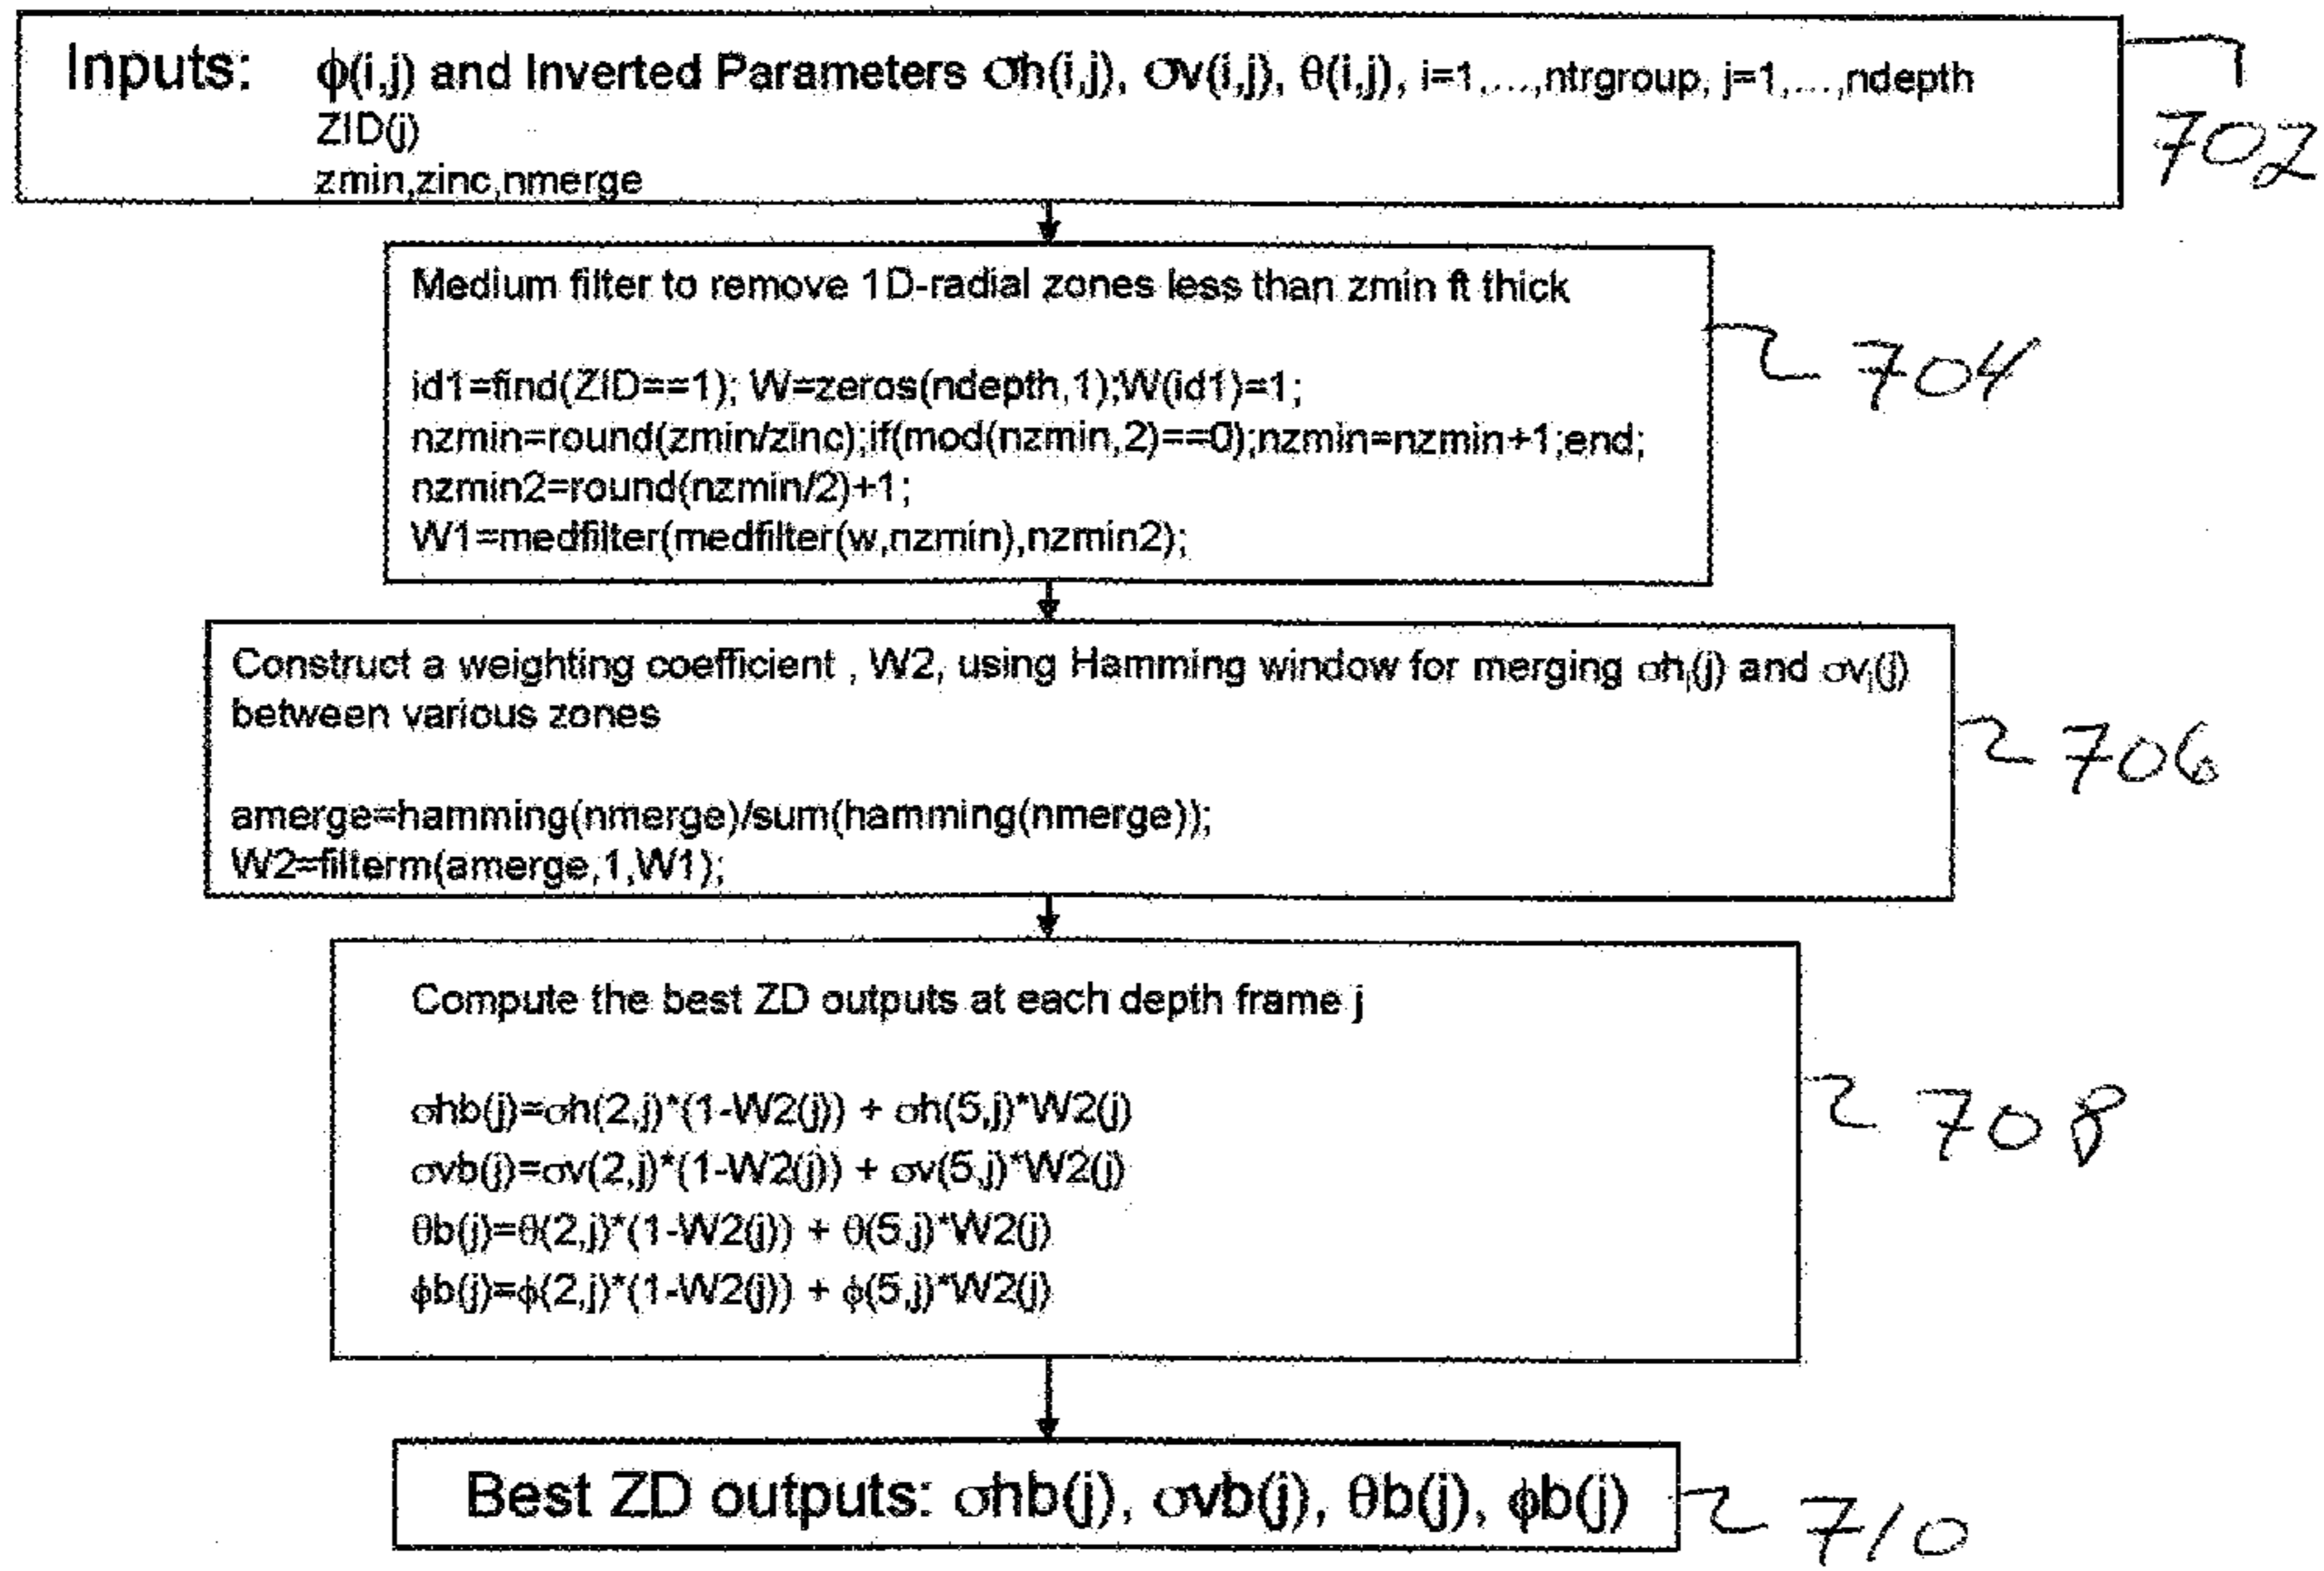 Inputs: ϕ(i,j) and Inverted Parameters σh(i,j), σv(i,j), θ(i,j), i=1,...,ntrgroup, j=1,...,ndepth
ZID(j)
zmin,zinc,nmerge
702
Medium filter to remove 1D-radial zones less than zmin ft thick
id1=find(ZID==1); W=zeros(ndepth,1);W(id1)=1;
nzmin=round(zmin/zinc);if(mod(nzmin,2)==0);nzmin=nzmin+1;end;
nzmin2=round(nzmin/2)+1;
W1=medfilter(medfilter(w,nzmin),nzmin2);
704
Construct a weighting coefficient , W2, using Hamming window for merging σhᵢ(j) and σvᵢ(j)
between various zones
amerge=hamming(nmerge)/sum(hamming(nmerge));
W2=filterm(amerge,1,W1);
706
Compute the best ZD outputs at each depth frame j
σhb(j)=σh(2,j)*(1-W2(j)) + σh(5,j)*W2(j)
σvb(j)=σv(2,j)*(1-W2(j)) + σv(5,j)*W2(j)
θb(j)=θ(2,j)*(1-W2(j)) + θ(5,j)*W2(j)
ϕb(j)=ϕ(2,j)*(1-W2(j)) + ϕ(5,j)*W2(j)
708
Best ZD outputs: σhb(j), σvb(j), θb(j), ϕb(j)
710